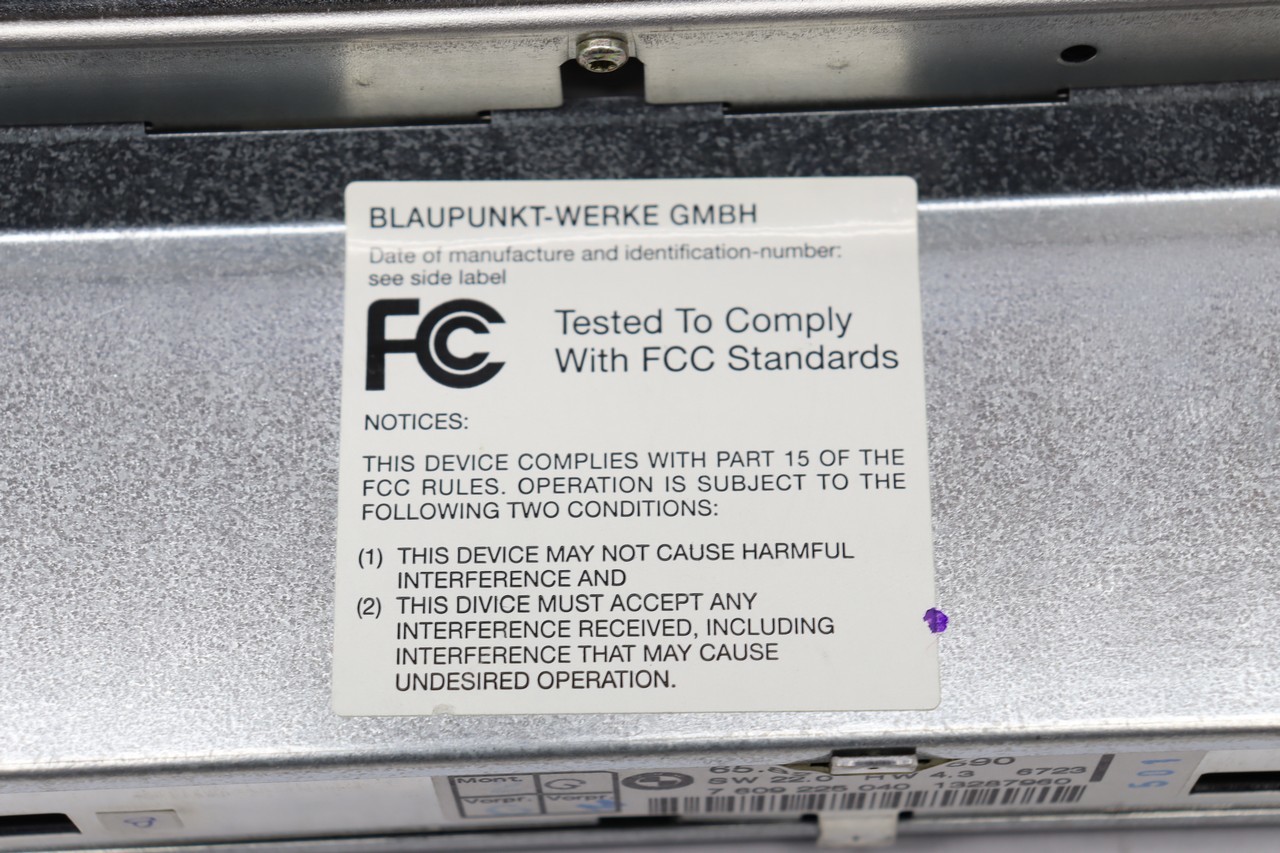 BLAUPUNKT-WERKE GMBH
Date of manufacture and identification-number:
see side label
FC Tested To Comply
With FCC Standards
NOTICES:
THIS DEVICE COMPLIES WITH PART 15 OF THE
FCC RULES. OPERATION IS SUBJECT TO THE
FOLLOWING TWO CONDITIONS:
(1) THIS DEVICE MAY NOT CAUSE HARMFUL
INTERFERENCE AND
(2) THIS DIVICE MUST ACCEPT ANY
INTERFERENCE RECEIVED, INCLUDING
INTERFERENCE THAT MAY CAUSE
UNDESIRED OPERATION.
Mont. Q
SW 22.0 HW 4.3 6723
Vorpr. Vorpr.
7 609 225 040 13287980
501